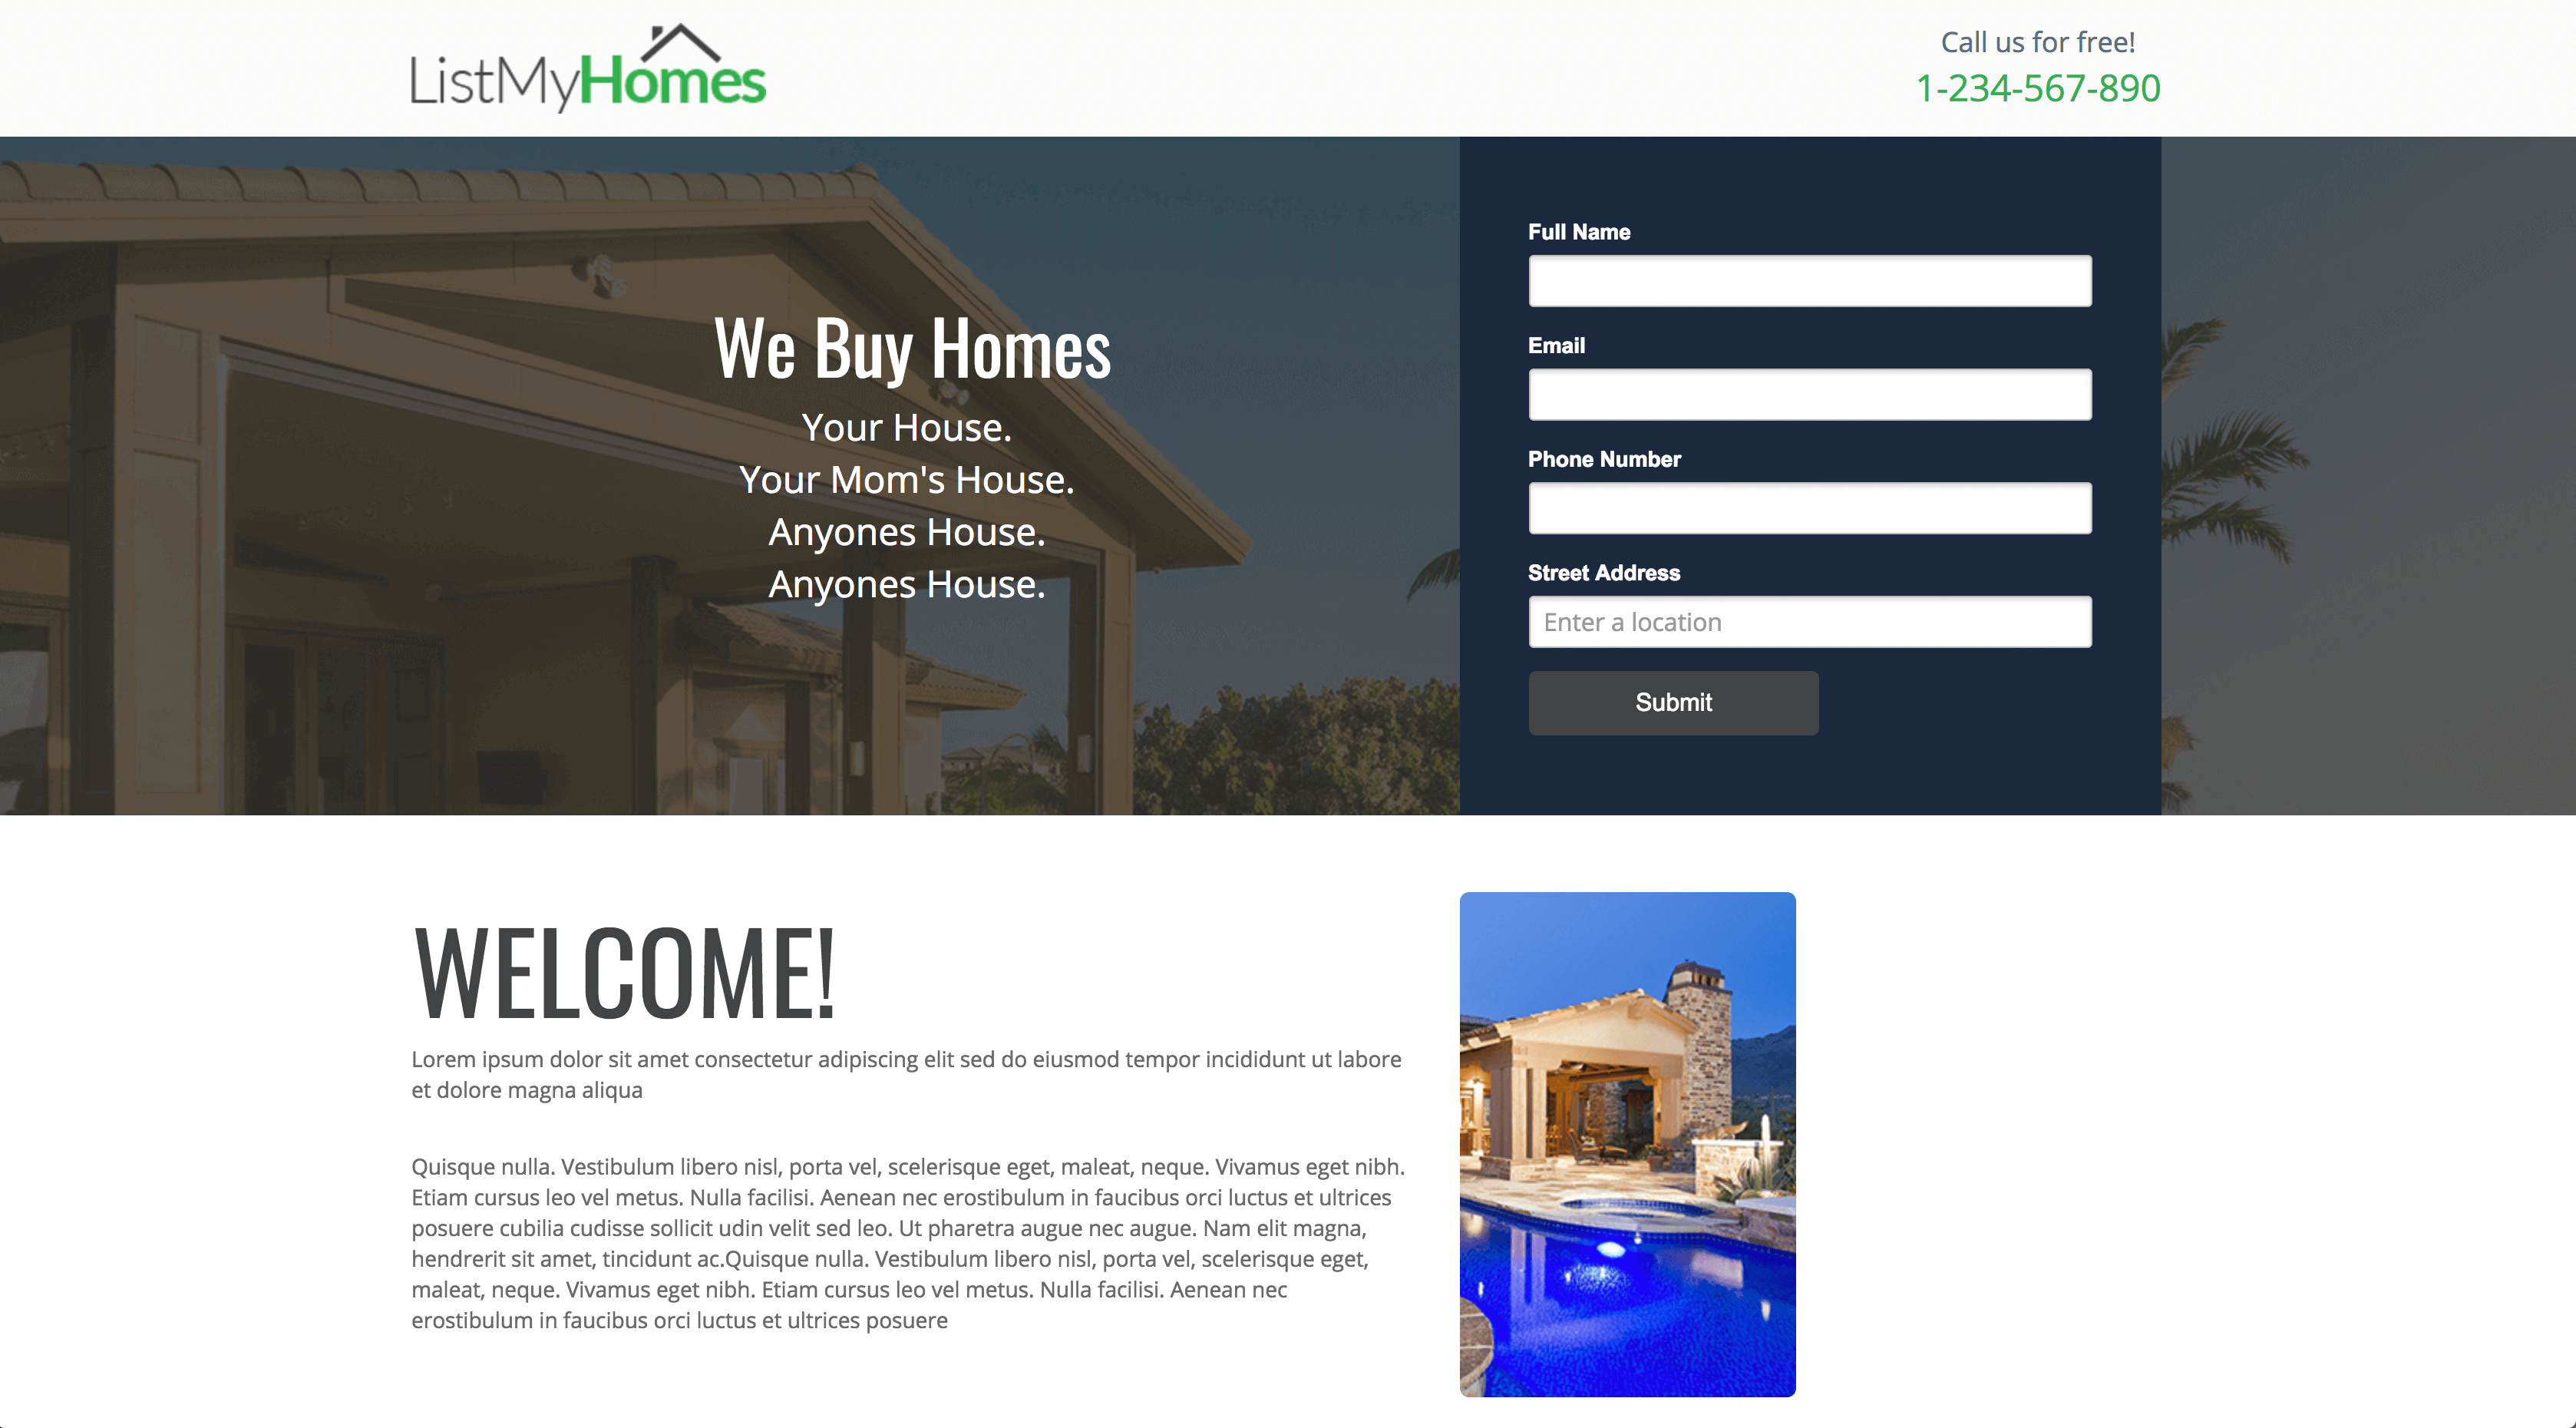 ListMyHomes
Call us for free!
1-234-567-890
We Buy Homes
Your House.
Your Mom's House.
Anyones House.
Anyones House.
Full Name
Email
Phone Number
Street Address
Enter a location
Submit
WELCOME!
Lorem ipsum dolor sit amet consectetur adipiscing elit sed do eiusmod tempor incididunt ut labore
et dolore magna aliqua
Quisque nulla. Vestibulum libero nisl, porta vel, scelerisque eget, maleat, neque. Vivamus eget nibh.
Etiam cursus leo vel metus. Nulla facilisi. Aenean nec erostibulum in faucibus orci luctus et ultrices
posuere cubilia cudisse sollicit udin velit sed leo. Ut pharetra augue nec augue. Nam elit magna,
hendrerit sit amet, tincidunt ac.Quisque nulla. Vestibulum libero nisl, porta vel, scelerisque eget,
maleat, neque. Vivamus eget nibh. Etiam cursus leo vel metus. Nulla facilisi. Aenean nec
erostibulum in faucibus orci luctus et ultrices posuere